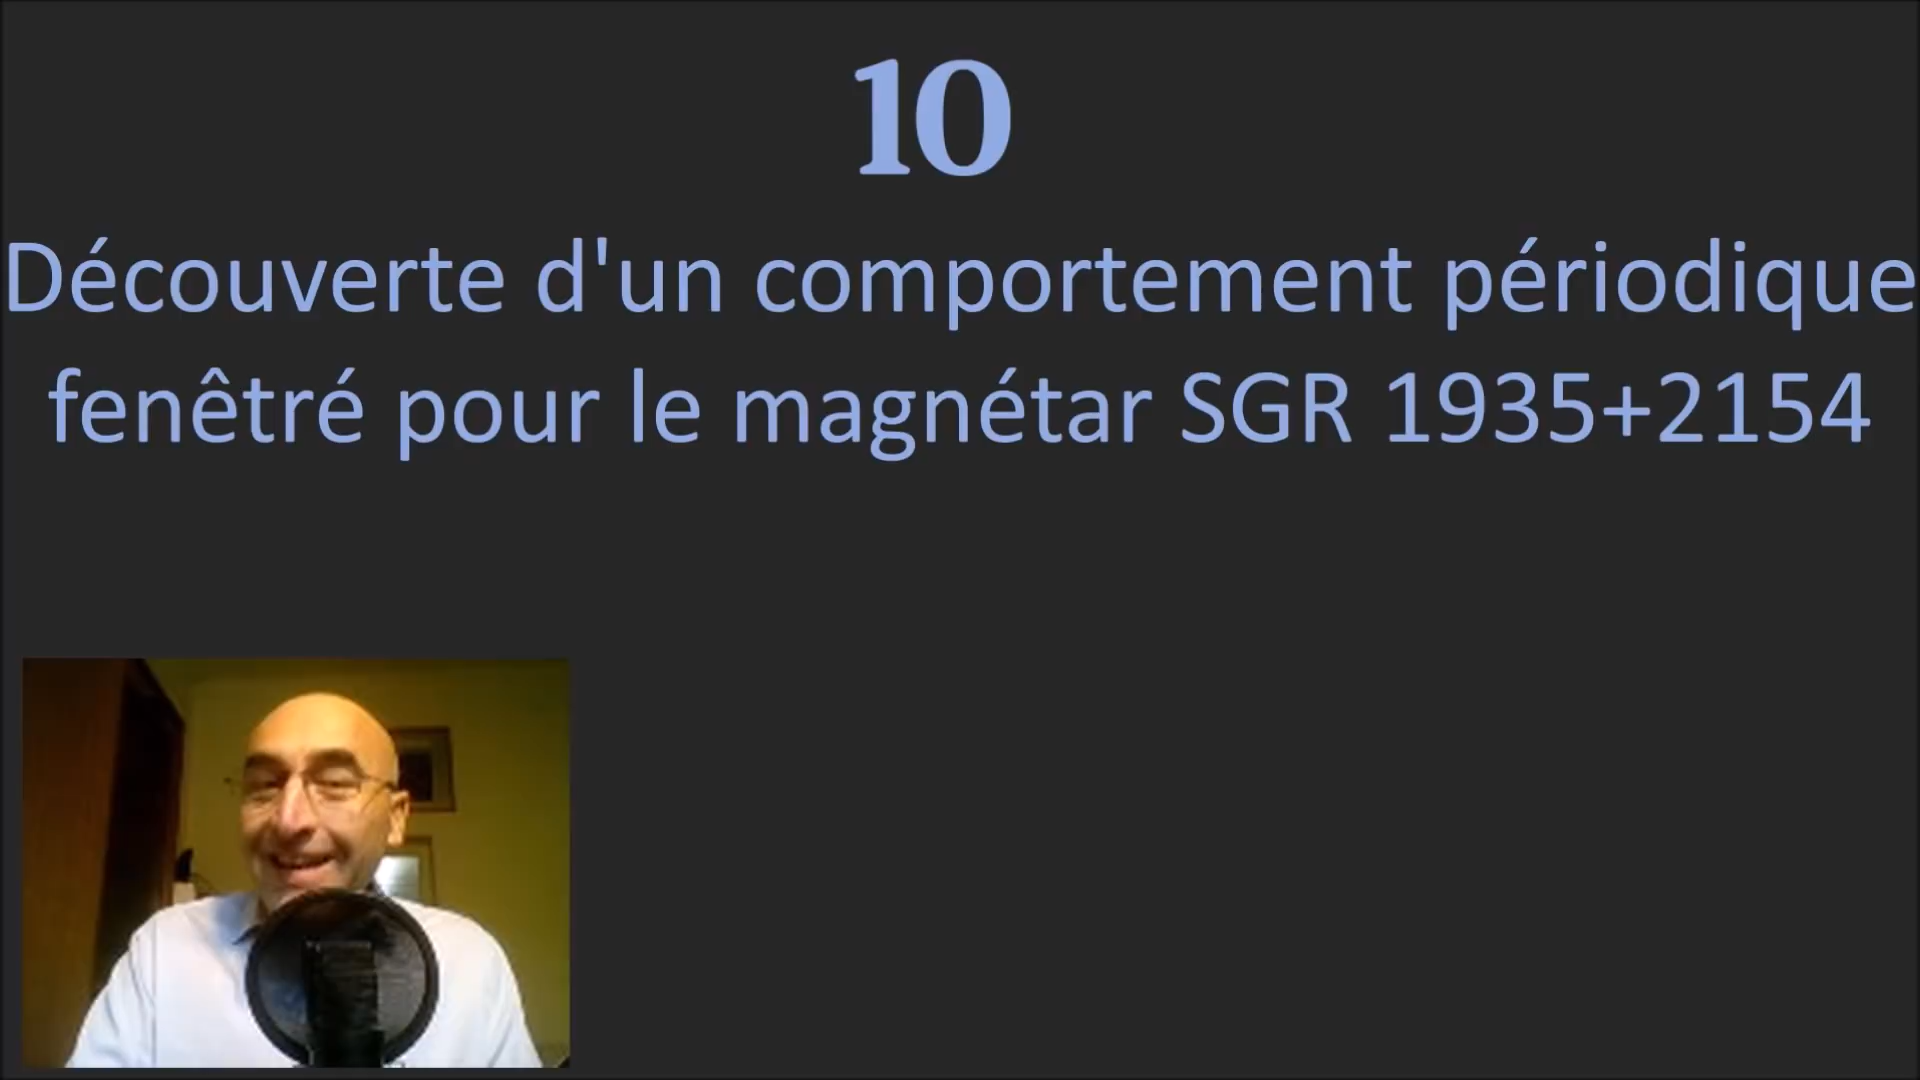 10
Découverte d'un comportement périodique
fenêtré pour le magnétar SGR 1935+2154